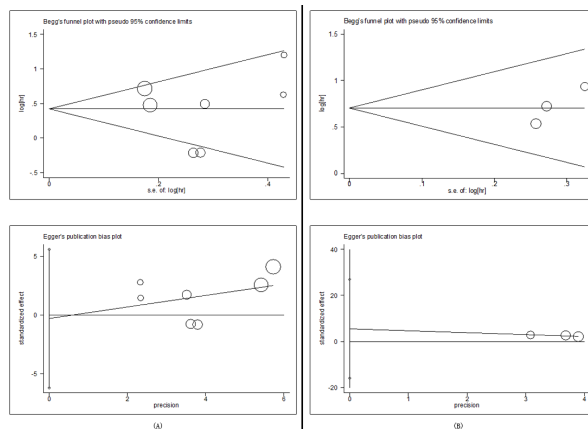 Begg's funnel plot with pseudo 95% confidence limits
log[hr]
1.5
1
.5
0
-.5
0
.2
.4
s.e. of: log[hr]
Begg's funnel plot with pseudo 95% confidence limits
log[hr]
1.5
1
.5
0
0
.1
.2
.3
s.e. of: log[hr]
Egger's publication bias plot
standardized effect
5
0
-5
0
2
4
6
precision
Egger's publication bias plot
standardized effect
40
20
0
-20
0
1
2
3
4
precision
(A)
(B)